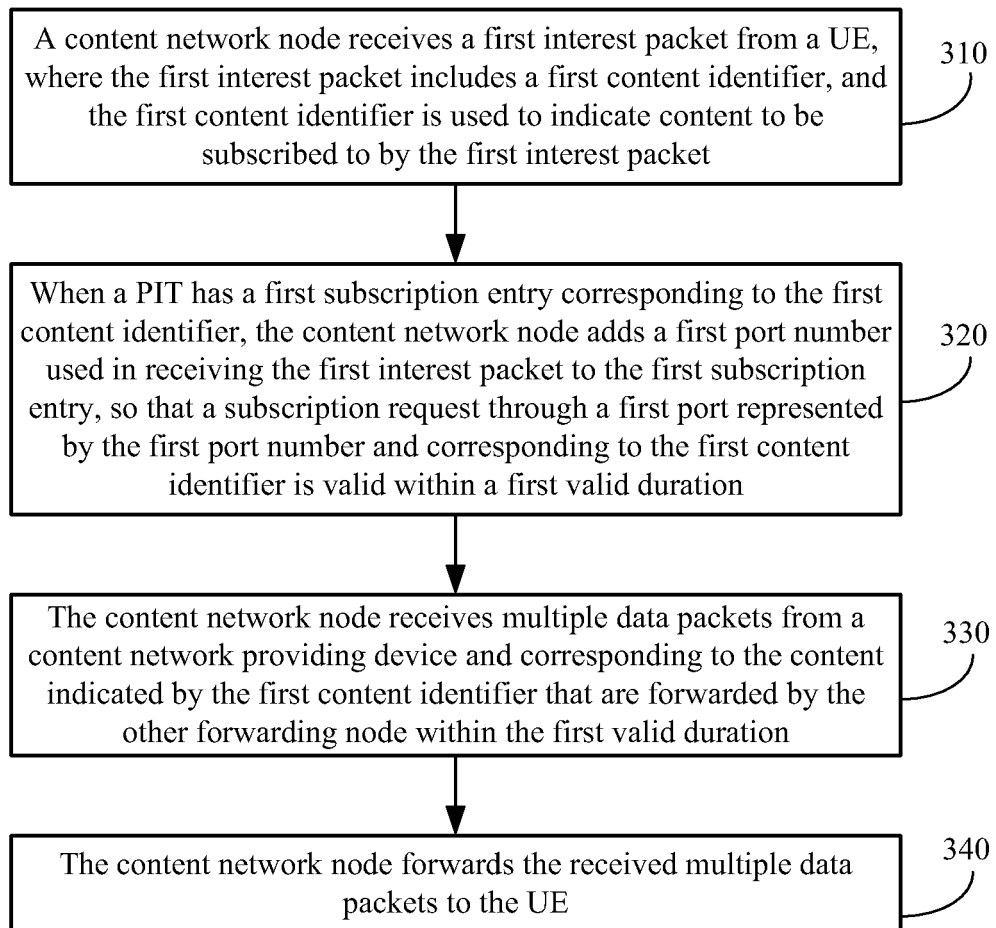 A content network node receives a first interest packet from a UE,
where the first interest packet includes a first content identifier, and
the first content identifier is used to indicate content to be
subscribed to by the first interest packet
310
When a PIT has a first subscription entry corresponding to the first
content identifier, the content network node adds a first port number
used in receiving the first interest packet to the first subscription
entry, so that a subscription request through a first port represented
by the first port number and corresponding to the first content
identifier is valid within a first valid duration
320
The content network node receives multiple data packets from a
content network providing device and corresponding to the content
indicated by the first content identifier that are forwarded by the
other forwarding node within the first valid duration
330
The content network node forwards the received multiple data
packets to the UE
340